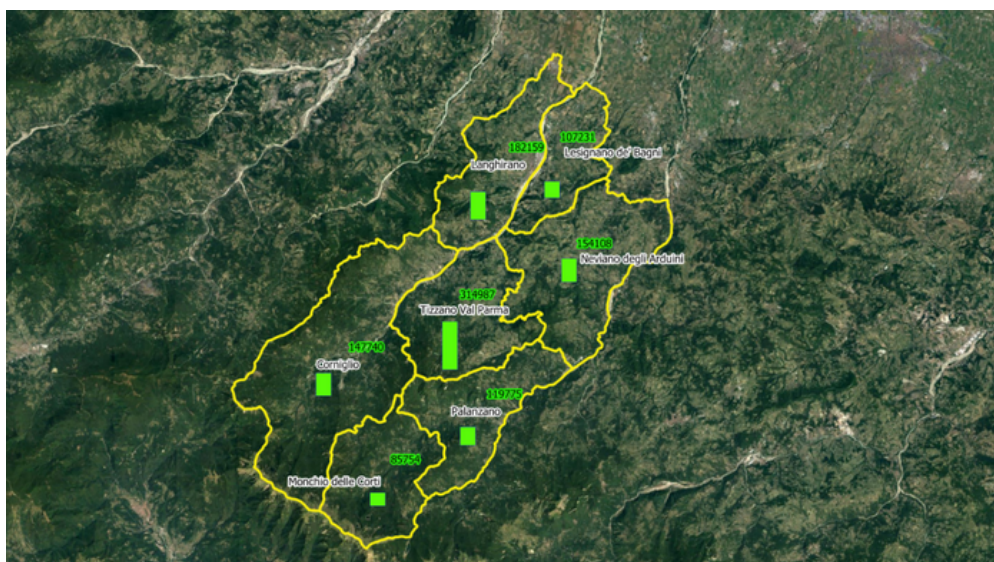 107231
182159
Lesignano de' Bagni
Langhirano
154108
Neviano degli Arduini
314987
Tizzano Val Parma
147740
Corniglio
119775
Palanzano
85754
Monchio delle Corti